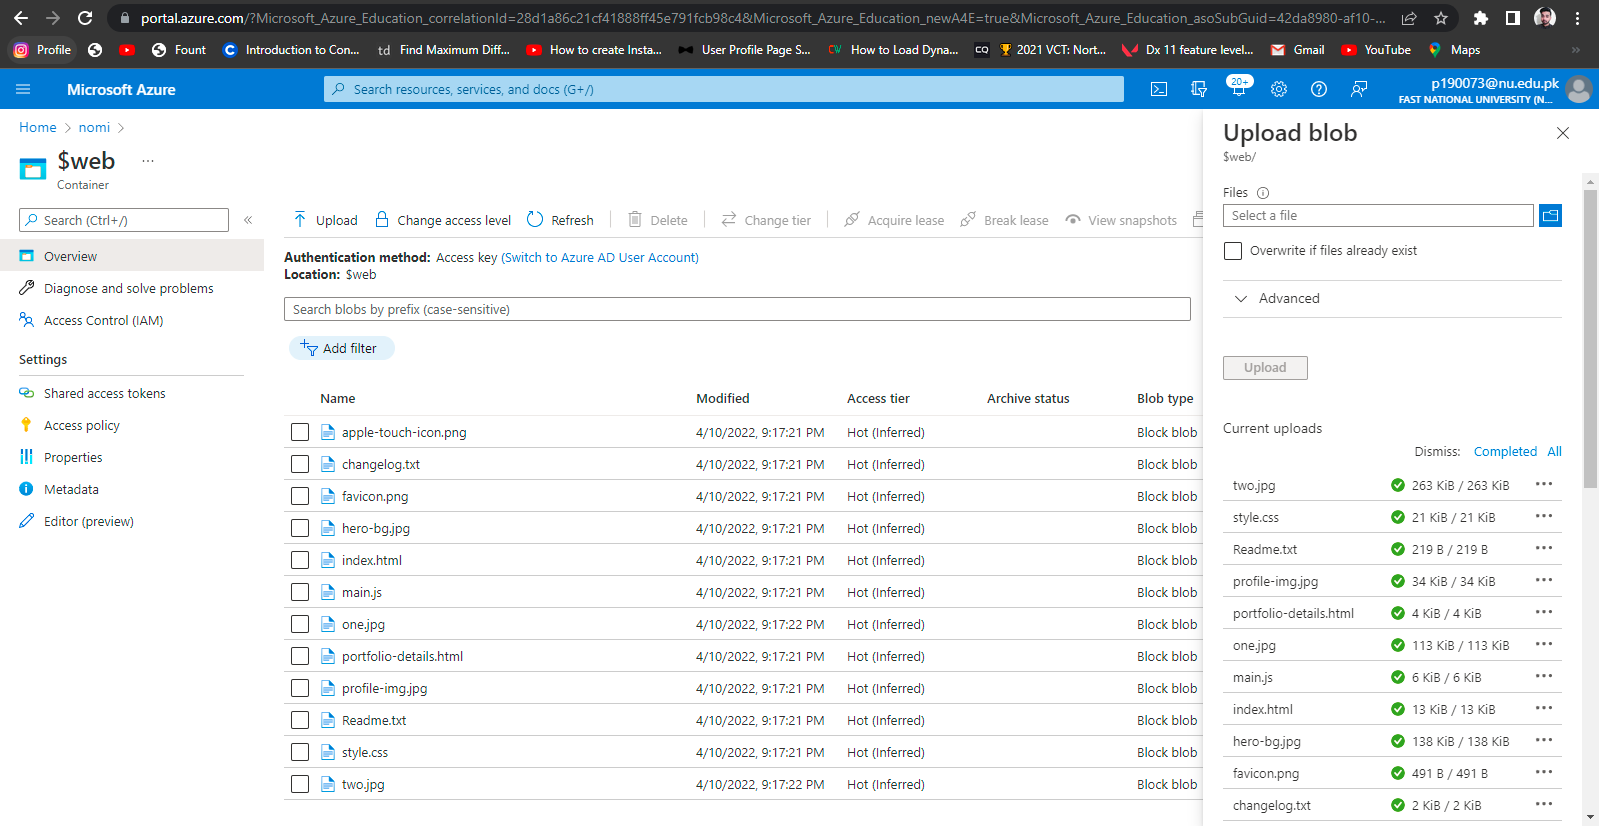 portal.azure.com/?Microsoft_Azure_Education_correlationId=28d1a86c21cf41888ff45e791fcb98c4&Microsoft_Azure_Education_newA4E=true&Microsoft_Azure_Education_asoSubGuid=42da8980-af10-...
Profile Fount Introduction to Con... td Find Maximum Diff... How to create Insta... User Profile Page S... CV How to Load Dyna... CQ 2021 VCT: Nort... Dx 11 feature level... Gmail YouTube Maps »
Microsoft Azure
Search resources, services, and docs (G+/)
20+
p190073@nu.edu.pk
FAST NATIONAL UNIVERSITY (N...
Home > nomi >
$web ...
Container
Search (Ctrl+/) «
Overview
Diagnose and solve problems
Access Control (IAM)
Settings
Shared access tokens
Access policy
Properties
Metadata
Editor (preview)
Upload Change access level Refresh Delete Change tier Acquire lease Break lease View snapshots
Authentication method: Access key (Switch to Azure AD User Account)
Location: $web
Search blobs by prefix (case-sensitive)
Add filter
Name Modified Access tier Archive status Blob type
apple-touch-icon.png 4/10/2022, 9:17:21 PM Hot (Inferred) Block blob
changelog.txt 4/10/2022, 9:17:21 PM Hot (Inferred) Block blob
favicon.png 4/10/2022, 9:17:21 PM Hot (Inferred) Block blob
hero-bg.jpg 4/10/2022, 9:17:21 PM Hot (Inferred) Block blob
index.html 4/10/2022, 9:17:21 PM Hot (Inferred) Block blob
main.js 4/10/2022, 9:17:21 PM Hot (Inferred) Block blob
one.jpg 4/10/2022, 9:17:22 PM Hot (Inferred) Block blob
portfolio-details.html 4/10/2022, 9:17:21 PM Hot (Inferred) Block blob
profile-img.jpg 4/10/2022, 9:17:21 PM Hot (Inferred) Block blob
Readme.txt 4/10/2022, 9:17:21 PM Hot (Inferred) Block blob
style.css 4/10/2022, 9:17:21 PM Hot (Inferred) Block blob
two.jpg 4/10/2022, 9:17:22 PM Hot (Inferred) Block blob
Upload blob
$web/
Files
Select a file
Overwrite if files already exist
Advanced
Upload
Current uploads
Dismiss: Completed All
two.jpg 263 KiB / 263 KiB ...
style.css 21 KiB / 21 KiB ...
Readme.txt 219 B / 219 B ...
profile-img.jpg 34 KiB / 34 KiB ...
portfolio-details.html 4 KiB / 4 KiB ...
one.jpg 113 KiB / 113 KiB ...
main.js 6 KiB / 6 KiB ...
index.html 13 KiB / 13 KiB ...
hero-bg.jpg 138 KiB / 138 KiB ...
favicon.png 491 B / 491 B ...
changelog.txt 2 KiB / 2 KiB ...